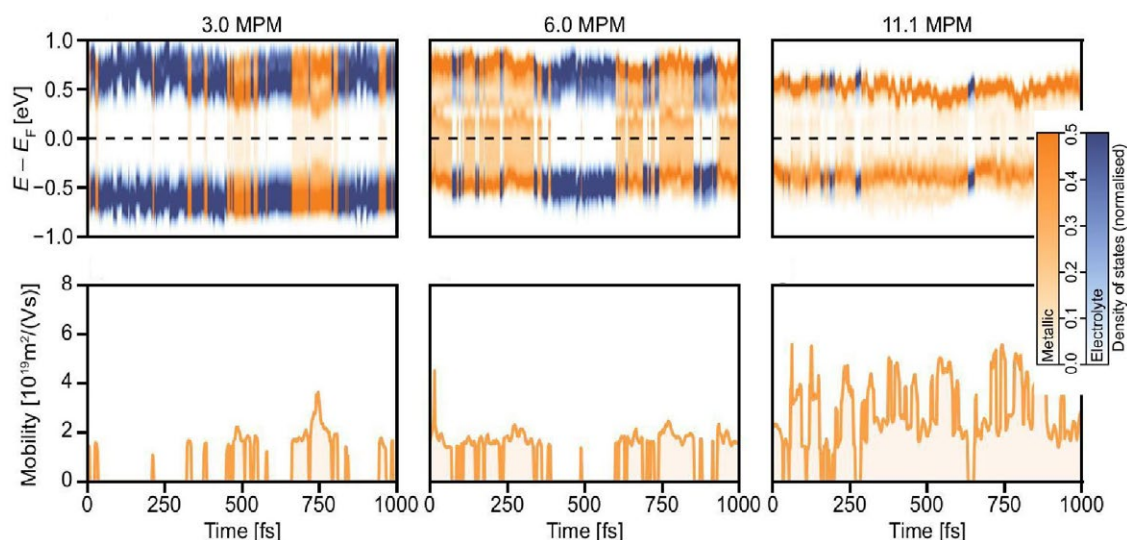 3.0 MPM
6.0 MPM
11.1 MPM
E − E_F [eV]
1.0
0.5
0.0
−0.5
−1.0
Metallic
0.0 0.1 0.2 0.3 0.4 0.5
Electrolyte
Density of states (normalised)
Mobility [10¹⁹m²/(Vs)]
8
6
4
2
0
0 250 500 750 1000
0 250 500 750 1000
0 250 500 750 1000
Time [fs]
Time [fs]
Time [fs]